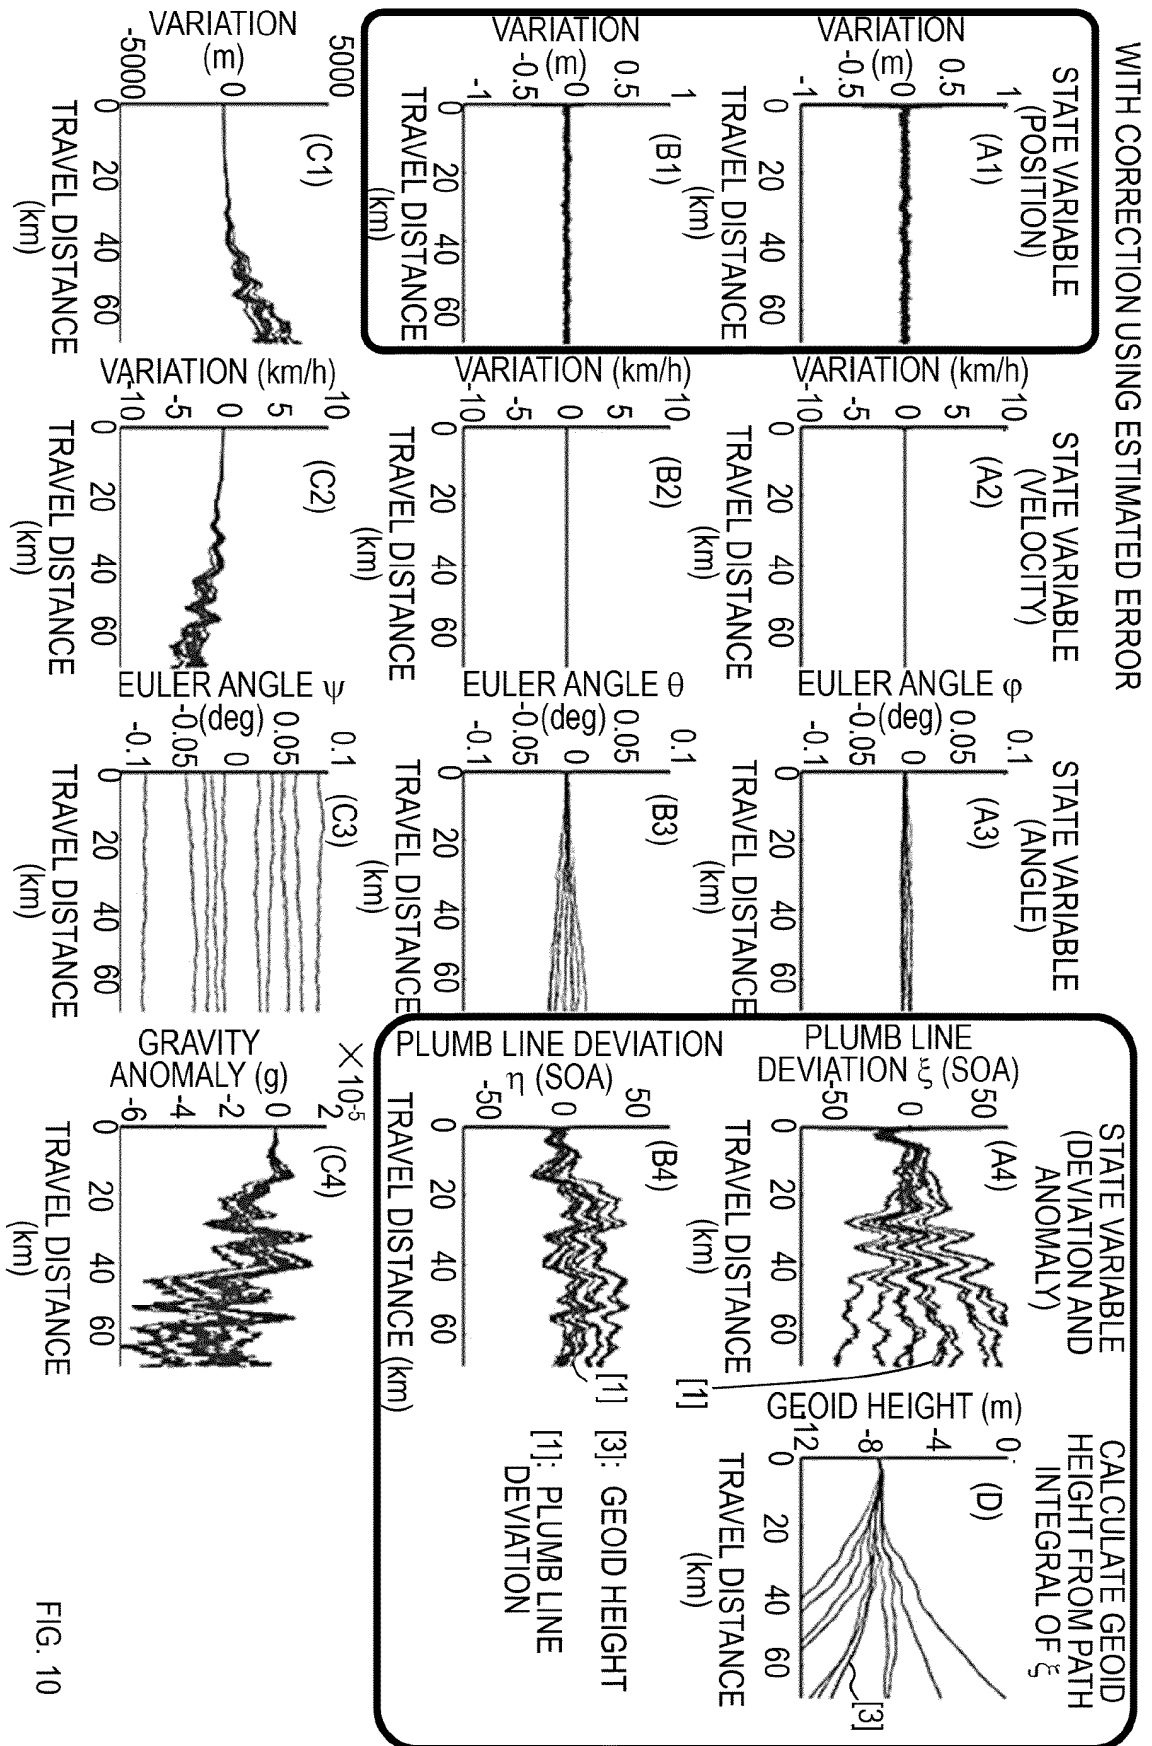 WITH CORRECTION USING ESTIMATED ERROR
STATE VARIABLE
(POSITION)
(A1)
VARIATION
(m)
1
0.5
0
-0.5
-1
0 20 40 60
TRAVEL DISTANCE
(km)
STATE VARIABLE
(VELOCITY)
(A2)
VARIATION (km/h)
10
5
0
-5
-10
0 20 40 60
TRAVEL DISTANCE
(km)
STATE VARIABLE
(ANGLE)
(A3)
EULER ANGLE φ
(deg)
0.1
0.05
0
-0.05
-0.1
0 20 40 60
TRAVEL DISTANCE
(km)
STATE VARIABLE
(DEVIATION AND
ANOMALY)
(A4)
PLUMB LINE
DEVIATION ξ (SOA)
50
0
-50
0 20 40 60
TRAVEL DISTANCE
(km)
[1]
CALCULATE GEOID
HEIGHT FROM PATH
INTEGRAL OF ξ
(D)
GEOID HEIGHT (m)
0
-4
-8
-12
0 20 40 60
TRAVEL DISTANCE
(km)
[3]
(B1)
VARIATION
(m)
1
0.5
0
-0.5
-1
0 20 40 60
TRAVEL DISTANCE
(km)
(B2)
VARIATION (km/h)
10
5
0
-5
-10
0 20 40 60
TRAVEL DISTANCE
(km)
(B3)
EULER ANGLE θ
(deg)
0.1
0.05
0
-0.05
-0.1
0 20 40 60
TRAVEL DISTANCE
(km)
(B4)
PLUMB LINE DEVIATION
η (SOA)
50
0
-50
0 20 40 60
TRAVEL DISTANCE (km)
[1]
[3]: GEOID HEIGHT
[1]: PLUMB LINE
DEVIATION
(C1)
VARIATION
(m)
5000
0
-5000
0 20 40 60
TRAVEL DISTANCE
(km)
(C2)
VARIATION (km/h)
10
5
0
-5
-10
0 20 40 60
TRAVEL DISTANCE
(km)
(C3)
EULER ANGLE ψ
(deg)
0.1
0.05
0
-0.05
-0.1
0 20 40 60
TRAVEL DISTANCE
(km)
(C4)
GRAVITY
ANOMALY (g)
×10-5
2
0
-2
-4
-6
0 20 40 60
TRAVEL DISTANCE
(km)
FIG. 10